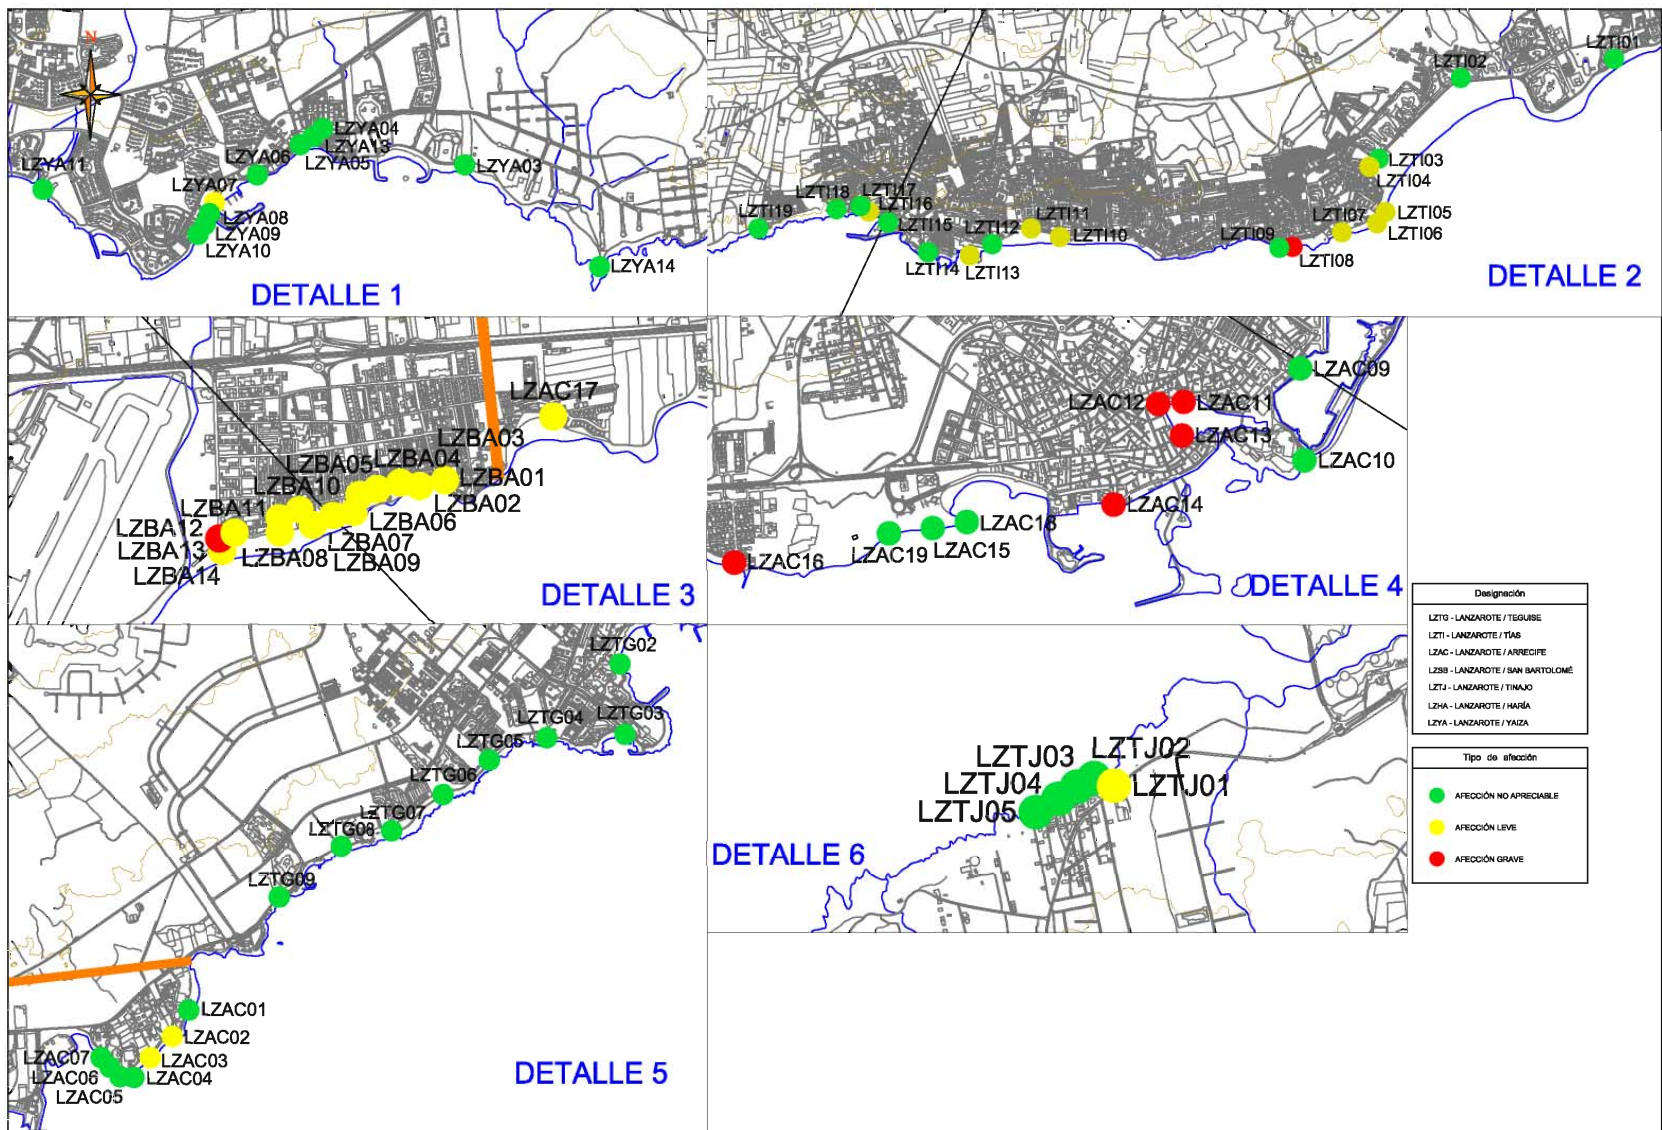 N
LZYA11
LZYA04
LZYA13
LZYA06
LZYA05
LZYA03
LZYA07
LZYA08
LZYA09
LZYA10
LZYA14
DETALLE 1
LZTI01
LZTI02
LZTI03
LZTI04
LZTI18
LZTI17
LZTI16
LZTI19
LZTI15
LZTI12
LZTI11
LZTI10
LZTI07
LZTI05
LZTI06
LZTI09
LZTI08
LZTI14
LZTI13
DETALLE 2
LZAC17
LZBA03
LZBA05
LZBA04
LZBA10
LZBA01
LZBA02
LZBA11
LZBA06
LZBA12
LZBA07
LZBA13
LZBA08
LZBA09
LZBA14
DETALLE 3
LZAC09
LZAC12
LZAC11
LZAC13
LZAC10
LZAC14
LZAC18
LZAC19
LZAC15
LZAC16
DETALLE 4
LZTG02
LZTG04
LZTG03
LZTG05
LZTG06
LZTG07
LZTG08
LZTG09
LZAC01
LZAC02
LZAC07
LZAC03
LZAC06
LZAC04
LZAC05
DETALLE 5
LZTJ03
LZTJ02
LZTJ04
LZTJ01
LZTJ05
DETALLE 6
Designación
LZTG - LANZAROTE / TEGUISE
LZTI - LANZAROTE / TÍAS
LZAC - LANZAROTE / ARRECIFE
LZSB - LANZAROTE / SAN BARTOLOMÉ
LZTJ - LANZAROTE / TINAJO
LZHA - LANZAROTE / HARÍA
LZYA - LANZAROTE / YAIZA
Tipo de afección
AFECCIÓN NO APRECIABLE
AFECCIÓN LEVE
AFECCIÓN GRAVE